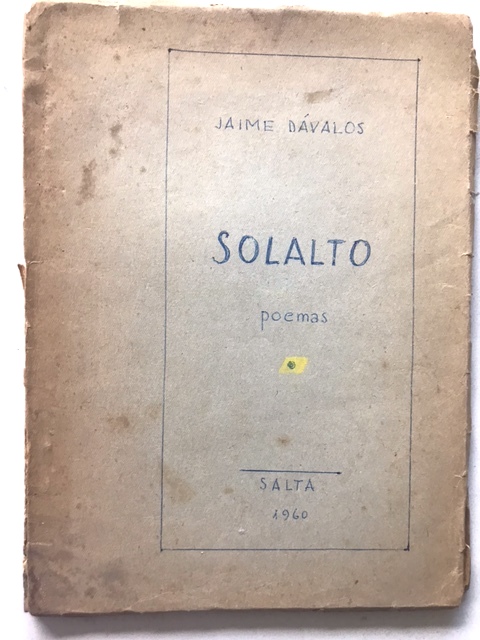 JAIME DÁVALOS
SOLALTO
poemas
SALTA
1960